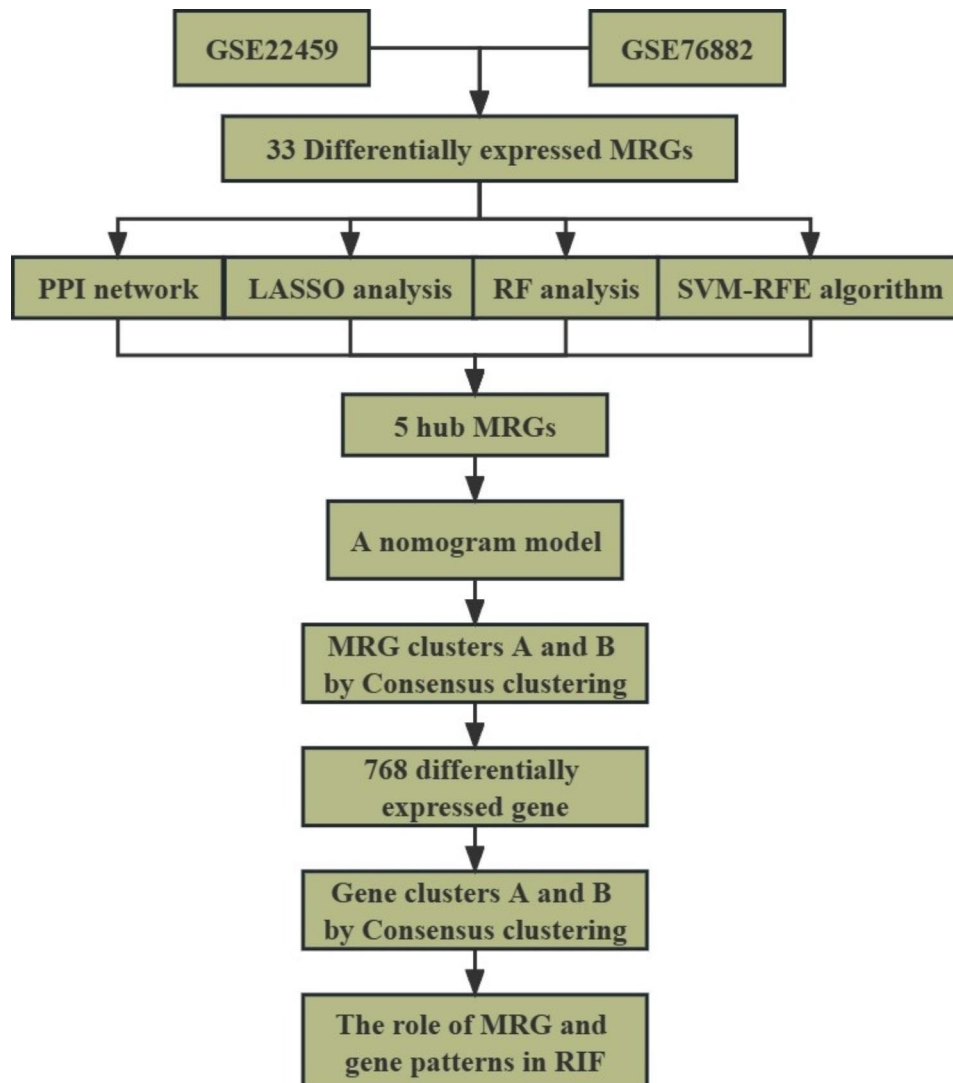 GSE22459
GSE76882
33 Differentially expressed MRGs
PPI network
LASSO analysis
RF analysis
SVM-RFE algorithm
5 hub MRGs
A nomogram model
MRG clusters A and B
by Consensus clustering
768 differentially
expressed gene
Gene clusters A and B
by Consensus clustering
The role of MRG and
gene patterns in RIF